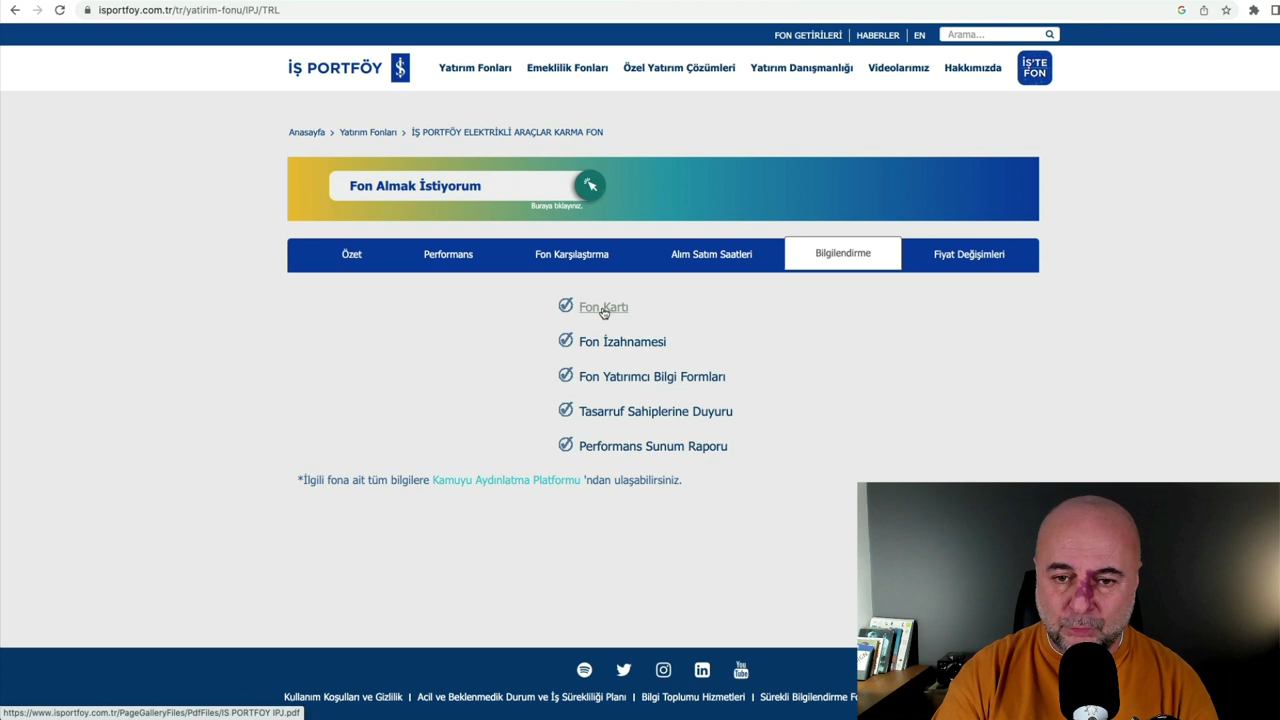 isportfoy.com.tr/tr/yatirim-fonu/IPJ/TRL
FON GETİRİLERİ | HABERLER | EN
Arama...
İŞ PORTFÖY
Yatırım Fonları
Emeklilik Fonları
Özel Yatırım Çözümleri
Yatırım Danışmanlığı
Videolarımız
Hakkımızda
İŞ'TE
FON
Anasayfa > Yatırım Fonları > İŞ PORTFÖY ELEKTRİKLİ ARAÇLAR KARMA FON
Fon Almak İstiyorum
Buraya tıklayınız.
Özet
Performans
Fon Karşılaştırma
Alım Satım Saatleri
Bilgilendirme
Fiyat Değişimleri
Fon Kartı
Fon İzahnamesi
Fon Yatırımcı Bilgi Formları
Tasarruf Sahiplerine Duyuru
Performans Sunum Raporu
*İlgili fona ait tüm bilgilere Kamuyu Aydınlatma Platformu 'ndan ulaşabilirsiniz.
You
Tube
Kullanım Koşulları ve Gizlilik | Acil ve Beklenmedik Durum ve İş Sürekliliği Planı | Bilgi Toplumu Hizmetleri | Sürekli Bilgilendirme Fo
https://www.isportfoy.com.tr/PageGalleryFiles/PdfFiles/IS PORTFOY IPJ.pdf